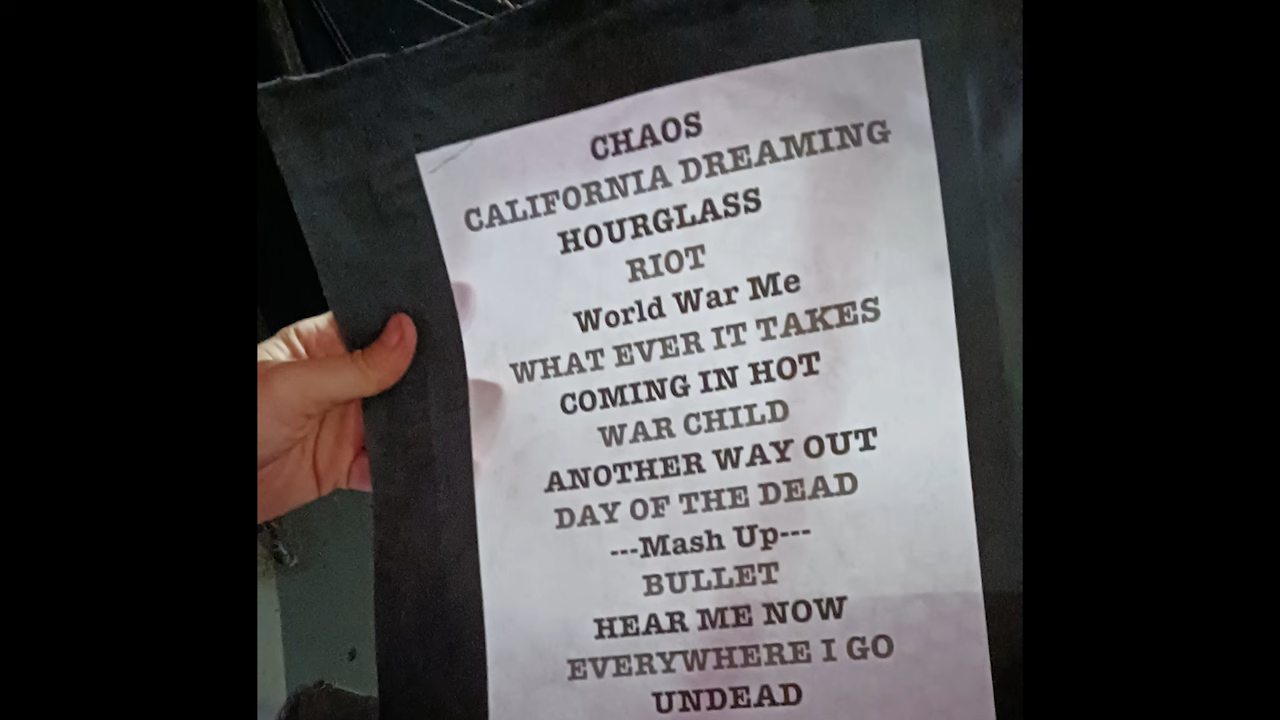 CHAOS
CALIFORNIA DREAMING
HOURGLASS
RIOT
World War Me
WHAT EVER IT TAKES
COMING IN HOT
WAR CHILD
ANOTHER WAY OUT
DAY OF THE DEAD
---Mash Up---
BULLET
HEAR ME NOW
EVERYWHERE I GO
UNDEAD